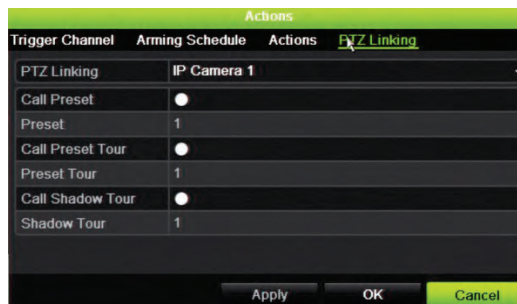 Actions
Trigger Channel Arming Schedule Actions PTZ Linking
PTZ Linking IP Camera 1
Call Preset
Preset 1
Call Preset Tour
Preset Tour 1
Call Shadow Tour
Shadow Tour 1
Apply OK Cancel